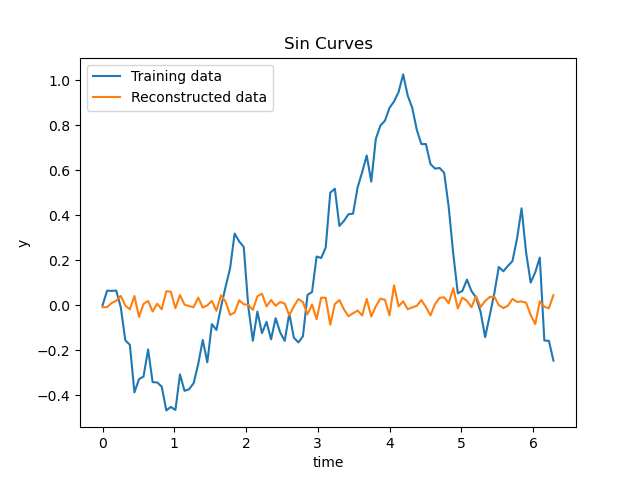 Sin Curves
Training data
Reconstructed data
1.0
0.8
0.6
0.4
0.2
0.0
−0.2
−0.4
y
0 1 2 3 4 5 6
time